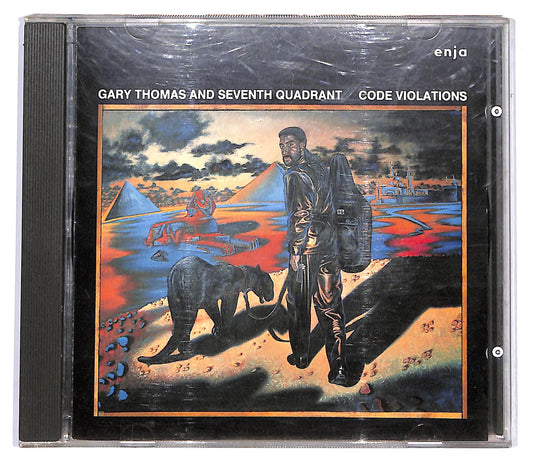 enja
GARY THOMAS AND SEVENTH QUADRANT CODE VIOLATIONS